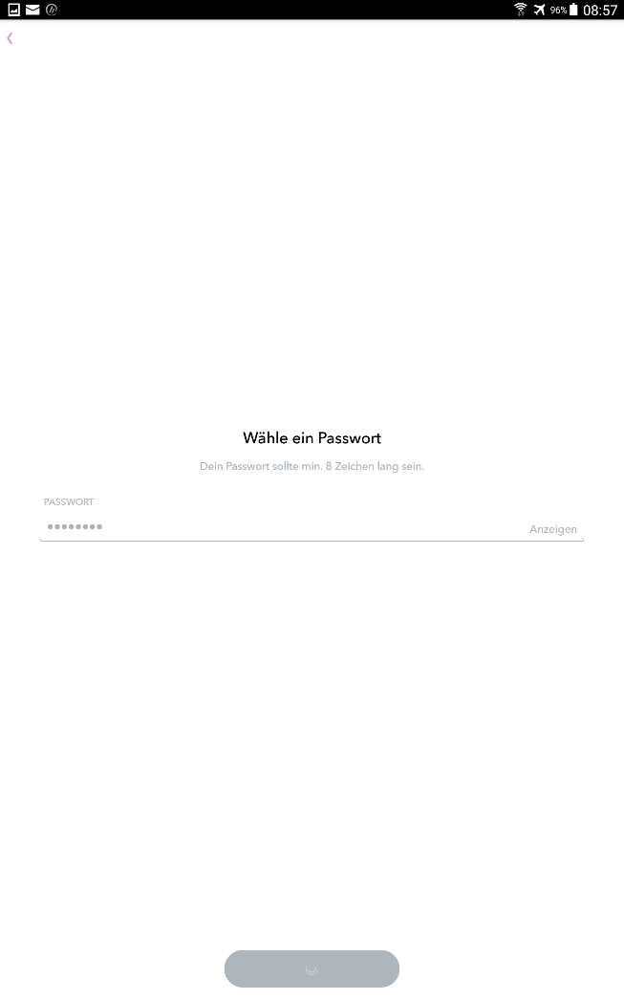 96% 08:57
Wähle ein Passwort
Dein Passwort sollte min. 8 Zeichen lang sein.
PASSWORT
Anzeigen